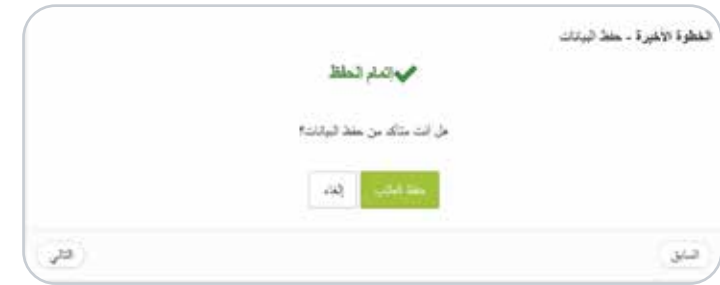 الخطوة الأخيرة - حفظ البيانات
إتمام الحفظ
هل أنت متأكد من حفظ البيانات؟
حفظ الطلب
إلغاء
السابق
التالي